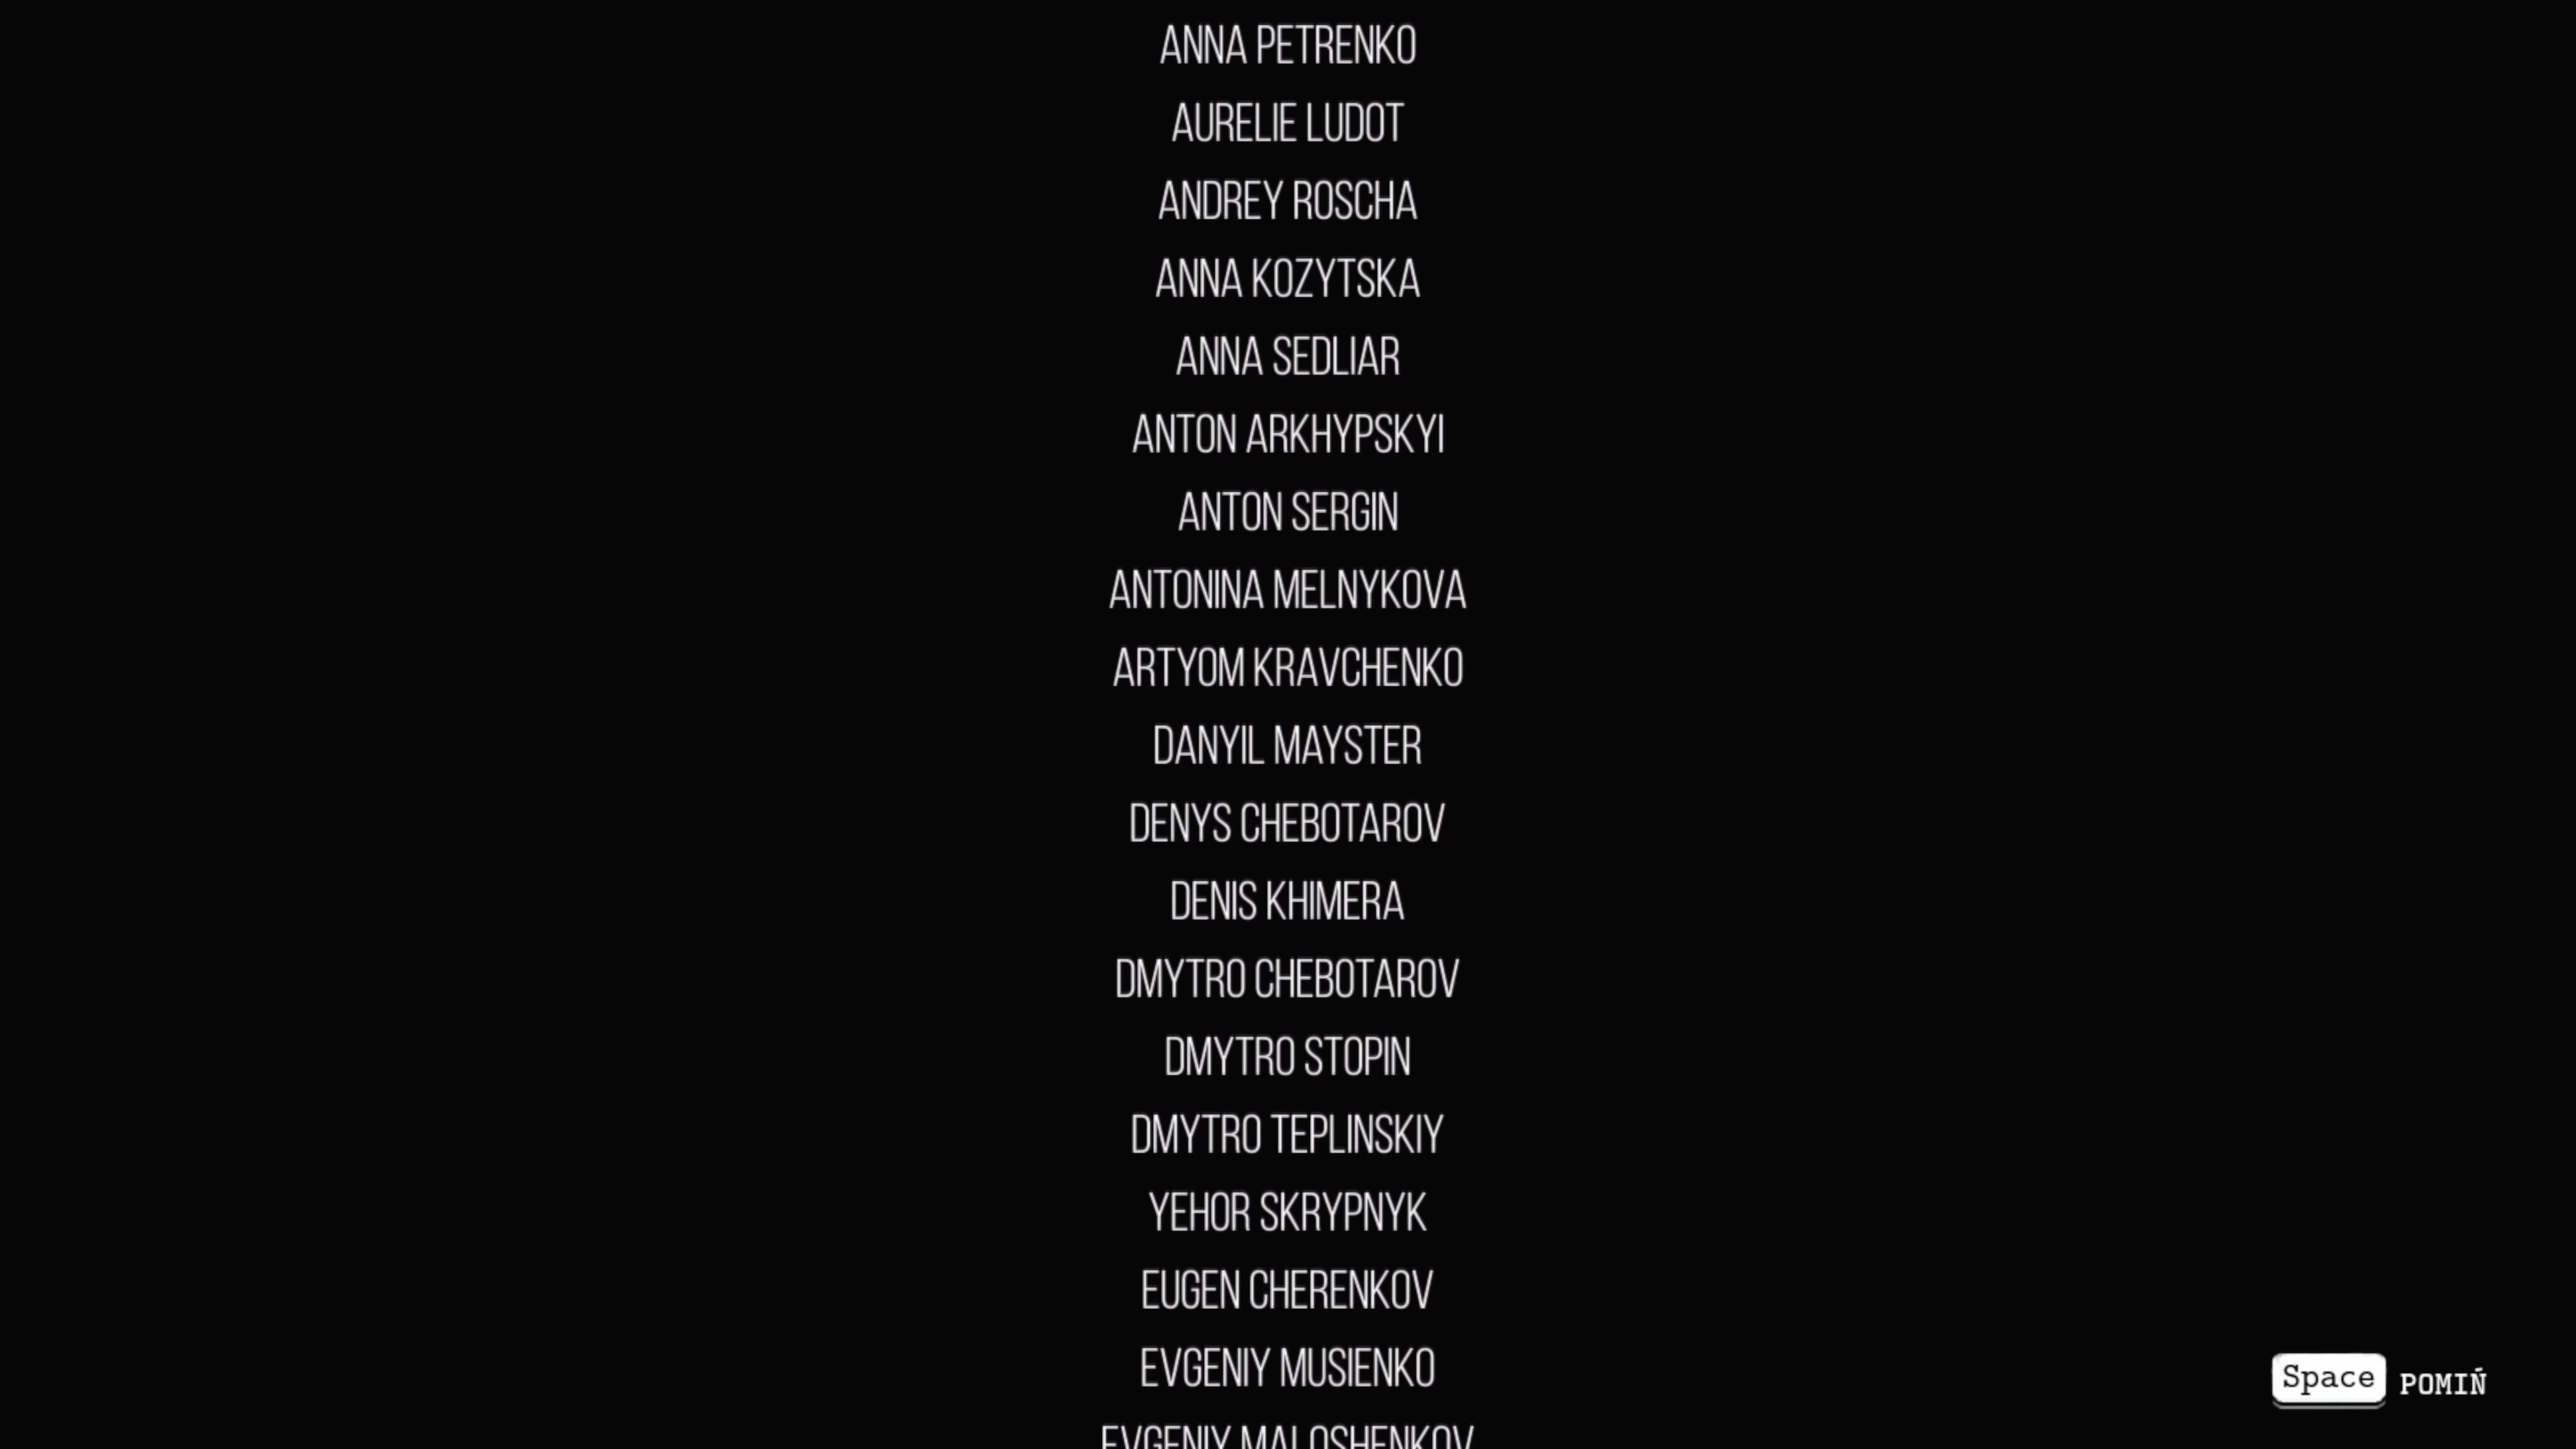 ANNA PETRENKO
AURELIE LUDOT
ANDREY ROSCHA
ANNA KOZYTSKA
ANNA SEDLIAR
ANTON ARKHYPSKYI
ANTON SERGIN
ANTONINA MELNYKOVA
ARTYOM KRAVCHENKO
DANYIL MAYSTER
DENYS CHEBOTAROV
DENIS KHIMERA
DMYTRO CHEBOTAROV
DMYTRO STOPIN
DMYTRO TEPLINSKIY
YEHOR SKRYPNYK
EUGEN CHERENKOV
EVGENIY MUSIENKO
Space POMIŃ
EVGENIY MALOSHENKOV